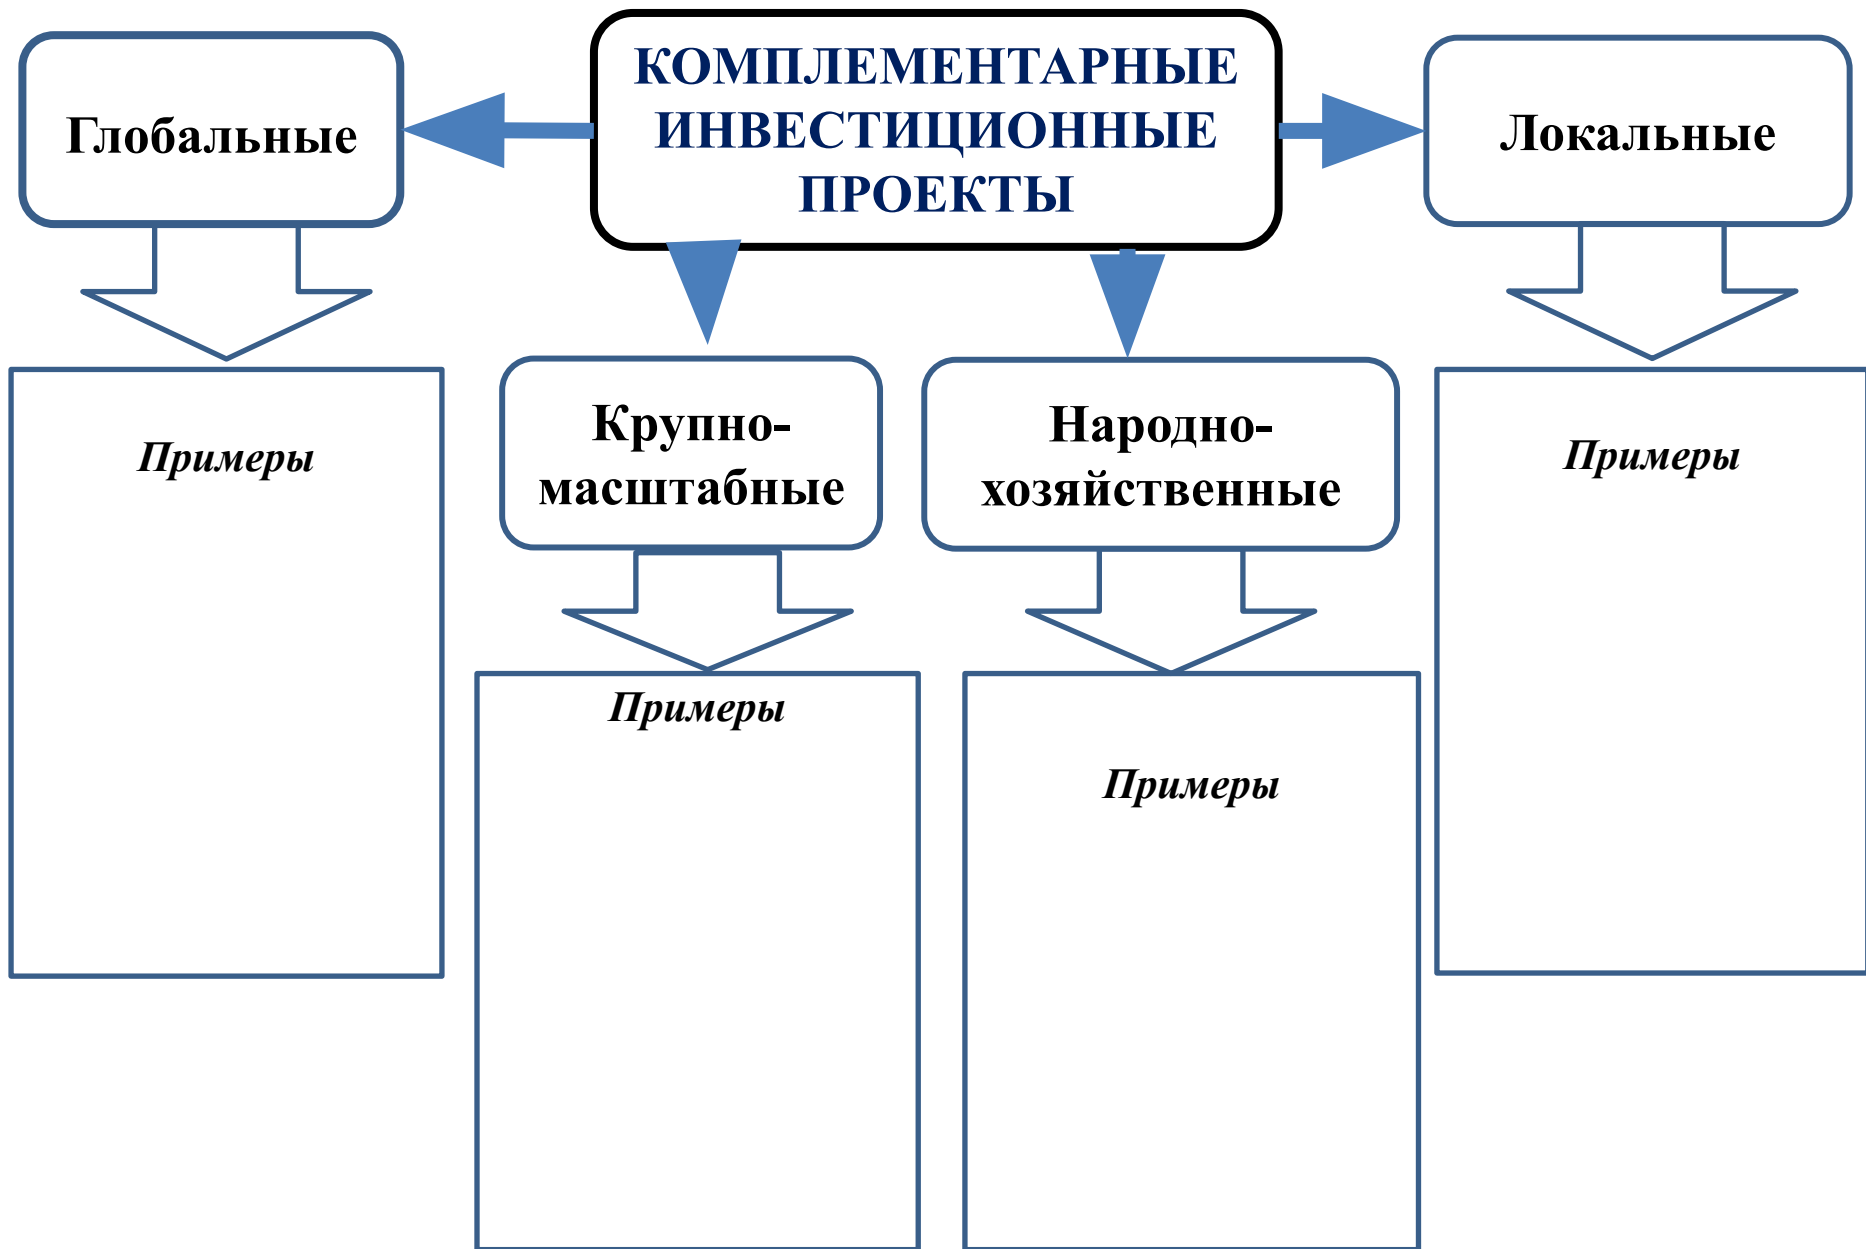 КОМПЛЕМЕНТАРНЫЕ
ИНВЕСТИЦИОННЫЕ
ПРОЕКТЫ
Глобальные
Локальные
Крупно-
масштабные
Народно-
хозяйственные
Примеры
Примеры
Примеры
Примеры